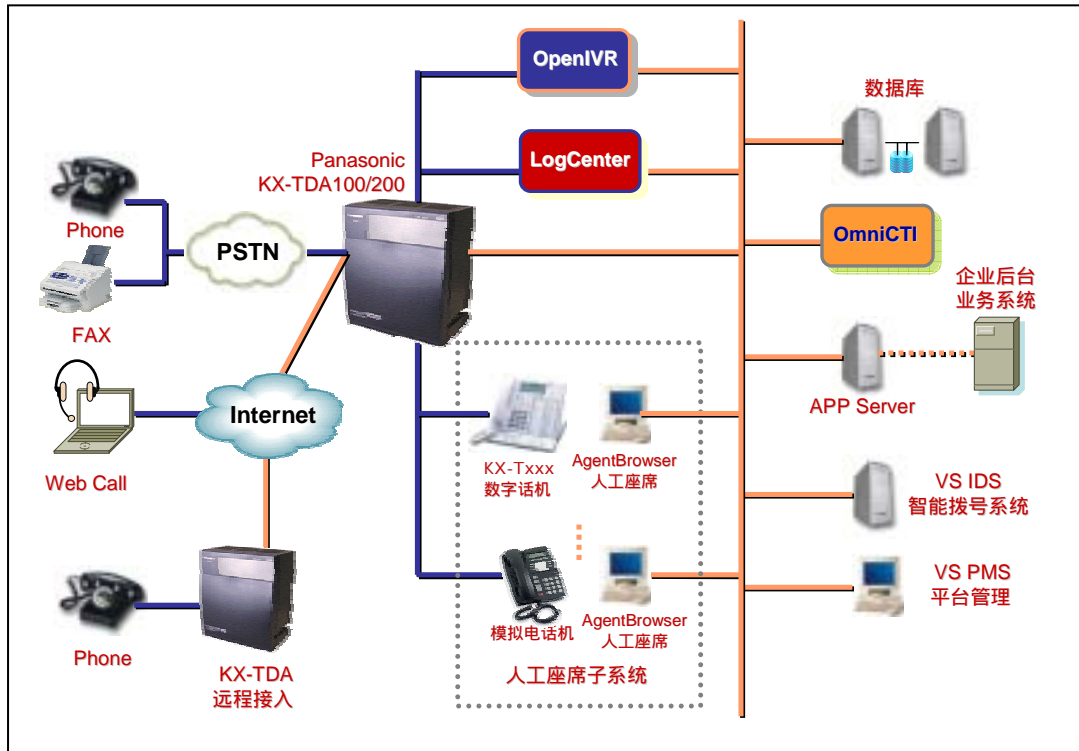 OpenIVR
LogCenter
Panasonic
KX-TDA100/200
Phone
PSTN
FAX
Internet
Web Call
Phone
KX-TDA
远程接入
KX-Txxx
数字话机
AgentBrowser
人工座席
模拟电话机
AgentBrowser
人工座席
人工座席子系统
数据库
OmniCTI
企业后台
业务系统
APP Server
VS IDS
智能拨号系统
VS PMS
平台管理